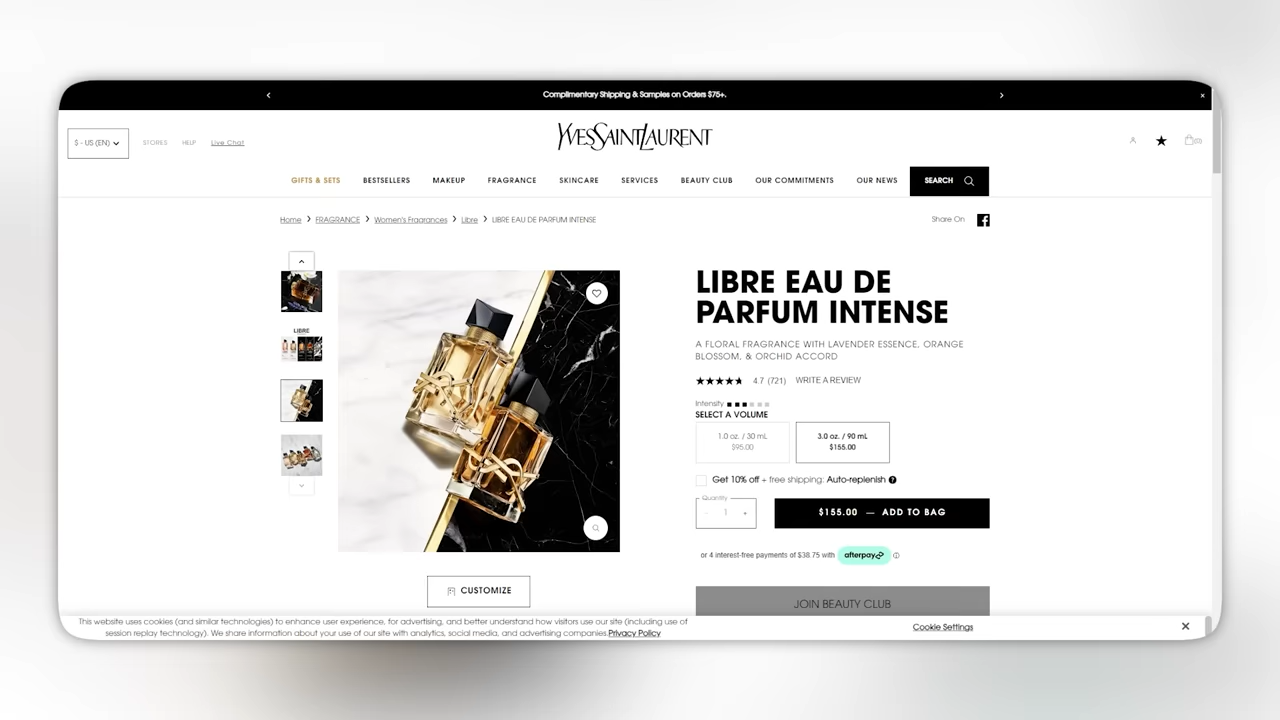 Complimentary Shipping & Samples on Orders $75+.
$ - US (EN)
STORES
HELP
Live Chat
YVESSAINTLAURENT
GIFTS & SETS
BESTSELLERS
MAKEUP
FRAGRANCE
SKINCARE
SERVICES
BEAUTY CLUB
OUR COMMITMENTS
OUR NEWS
SEARCH
Home > FRAGRANCE > Women's Fragrances > Libre > LIBRE EAU DE PARFUM INTENSE
Share On
LIBRE
LIBRE EAU DE
PARFUM INTENSE
A FLORAL FRAGRANCE WITH LAVENDER ESSENCE, ORANGE
BLOSSOM, & ORCHID ACCORD
4.7 (721) WRITE A REVIEW
Intensity
SELECT A VOLUME
1.0 oz. / 30 mL
$95.00
3.0 oz. / 90 mL
$155.00
Get 10% off + free shipping: Auto-replenish ?
Quantity
- 1 +
$155.00 — ADD TO BAG
or 4 interest-free payments of $38.75 with afterpay
CUSTOMIZE
JOIN BEAUTY CLUB
This website uses cookies (and similar technologies) to enhance user experience, for advertising, and better understand how visitors use our site (including use of
session replay technology). We share information about your use of our site with analytics, social media, and advertising companies.Privacy Policy
Cookie Settings